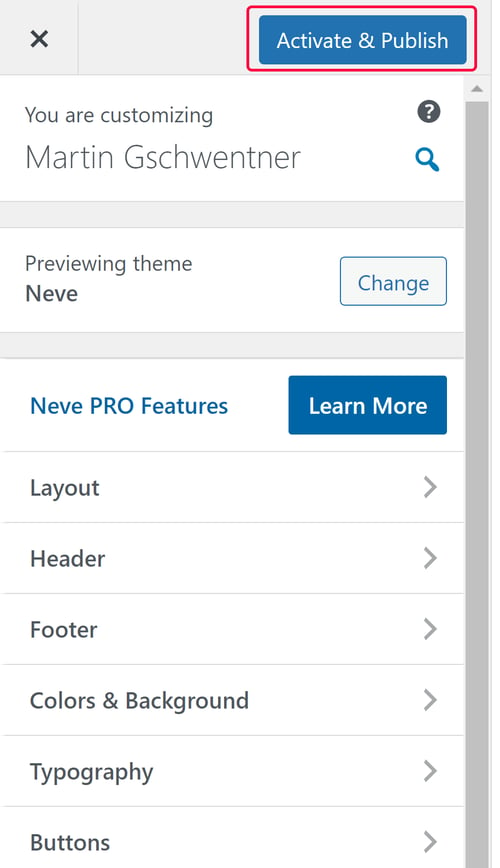 Activate & Publish
You are customizing
?
Martin Gschwentner
Previewing theme
Neve
Change
Neve PRO Features
Learn More
Layout
Header
Footer
Colors & Background
Typography
Buttons